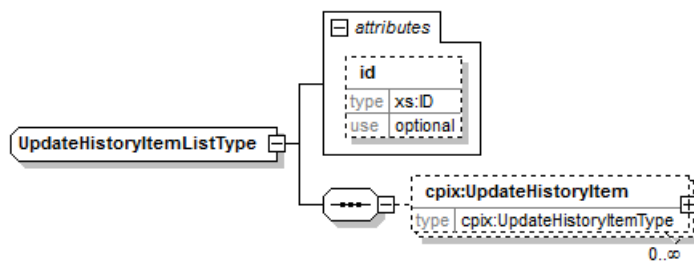 attributes
id
type xs:ID
use optional
UpdateHistoryItemListType
cpix:UpdateHistoryItem
type cpix:UpdateHistoryItemType
0..∞